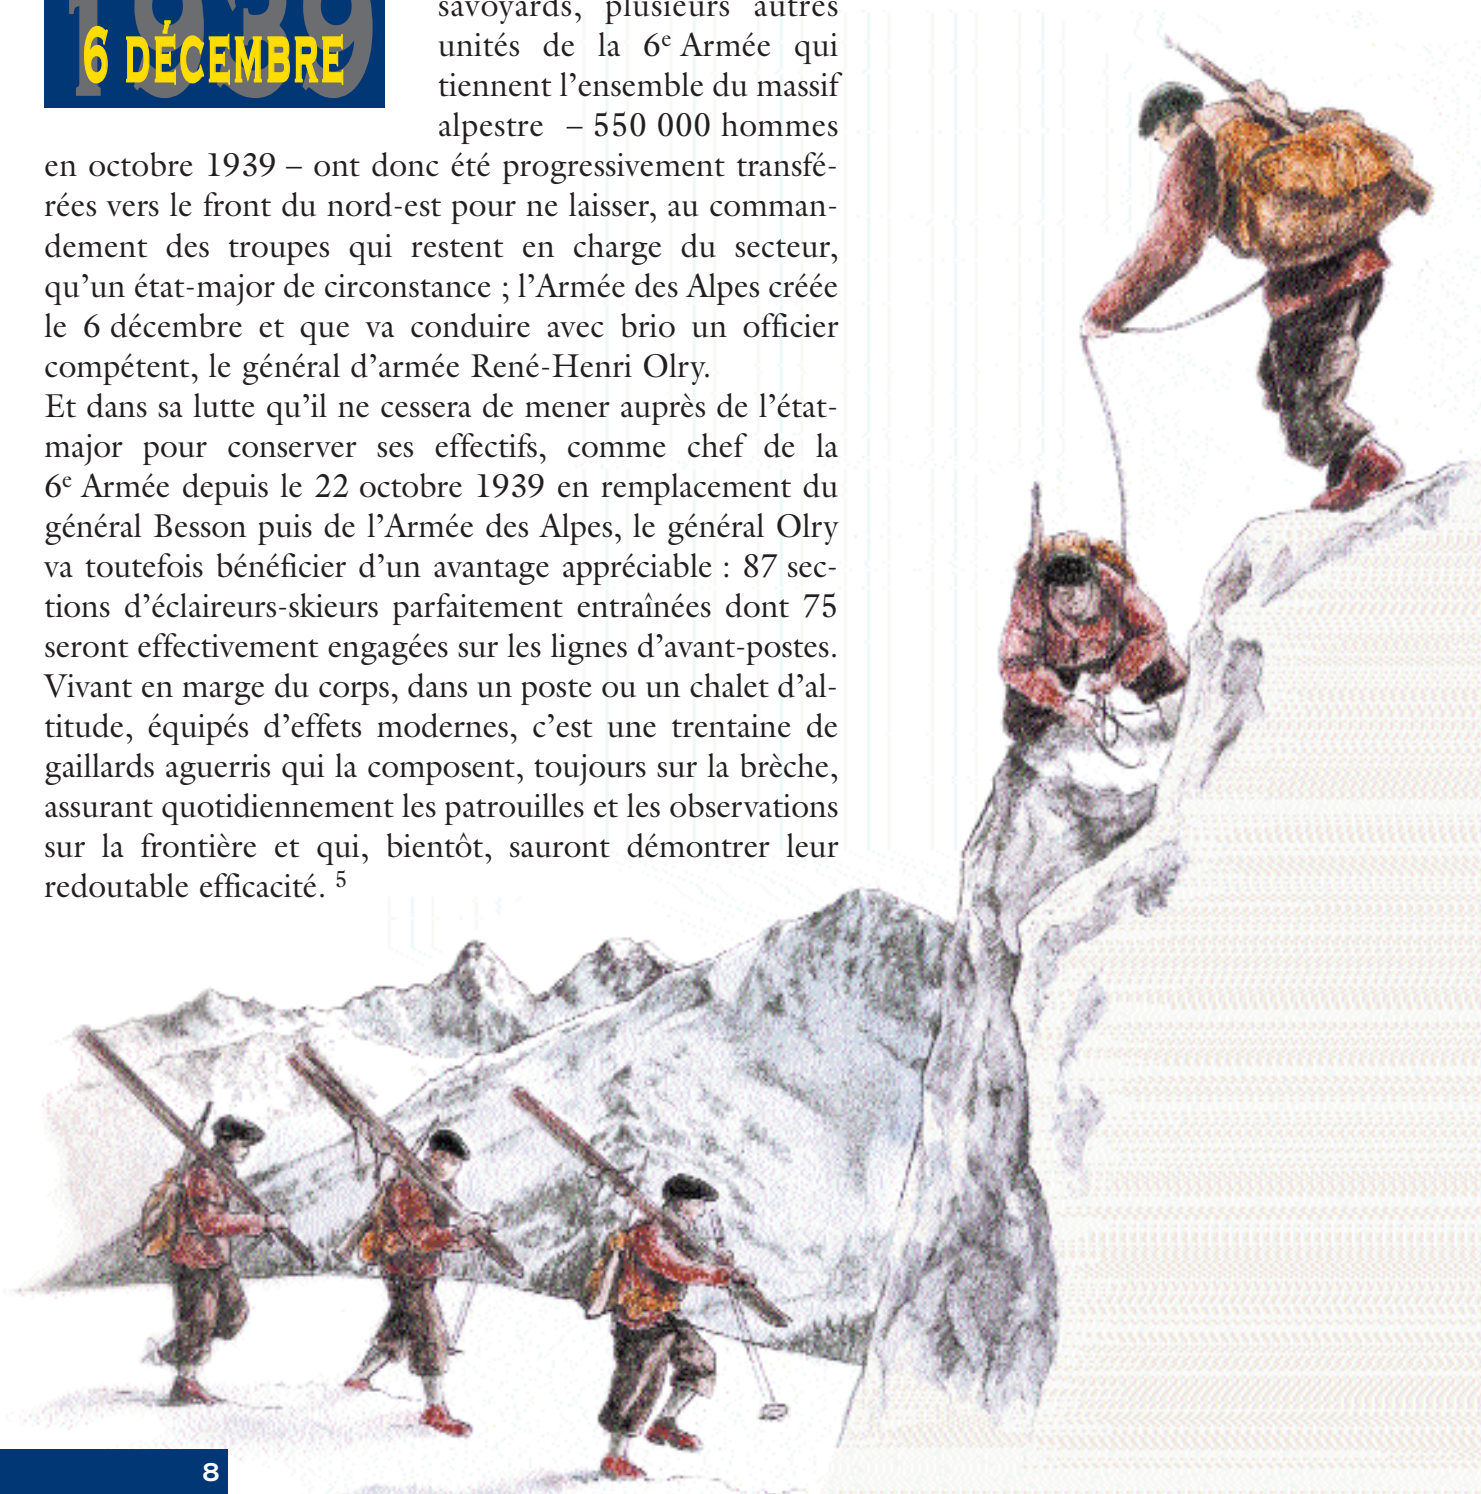 1939
6 DÉCEMBRE
savoyards, plusieurs autres
unités de la 6e Armée qui
tiennent l’ensemble du massif
alpestre – 550 000 hommes
en octobre 1939 – ont donc été progressivement transfé-
rées vers le front du nord-est pour ne laisser, au comman-
dement des troupes qui restent en charge du secteur,
qu’un état-major de circonstance ; l’Armée des Alpes créée
le 6 décembre et que va conduire avec brio un officier
compétent, le général d’armée René-Henri Olry.
Et dans sa lutte qu’il ne cessera de mener auprès de l’état-
major pour conserver ses effectifs, comme chef de la
6e Armée depuis le 22 octobre 1939 en remplacement du
général Besson puis de l’Armée des Alpes, le général Olry
va toutefois bénéficier d’un avantage appréciable : 87 sec-
tions d’éclaireurs-skieurs parfaitement entraînées dont 75
seront effectivement engagées sur les lignes d’avant-postes.
Vivant en marge du corps, dans un poste ou un chalet d’al-
titude, équipés d’effets modernes, c’est une trentaine de
gaillards aguerris qui la composent, toujours sur la brèche,
assurant quotidiennement les patrouilles et les observations
sur la frontière et qui, bientôt, sauront démontrer leur
redoutable efficacité. 5
8